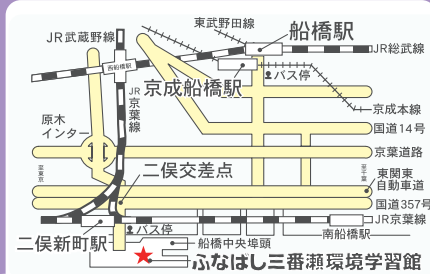 東武野田線
船橋駅
JR武蔵野線
JR総武線
西船橋駅
バス停
京成船橋駅
JR京葉線
京成本線
国道14号
原木
インター
京葉道路
二俣交差点
至東京
至千葉
東関東
自動車道
国道357号
JR京葉線
バス停
南船橋駅
二俣新町駅
船橋中央埠頭
ふなばし三番瀬環境学習館